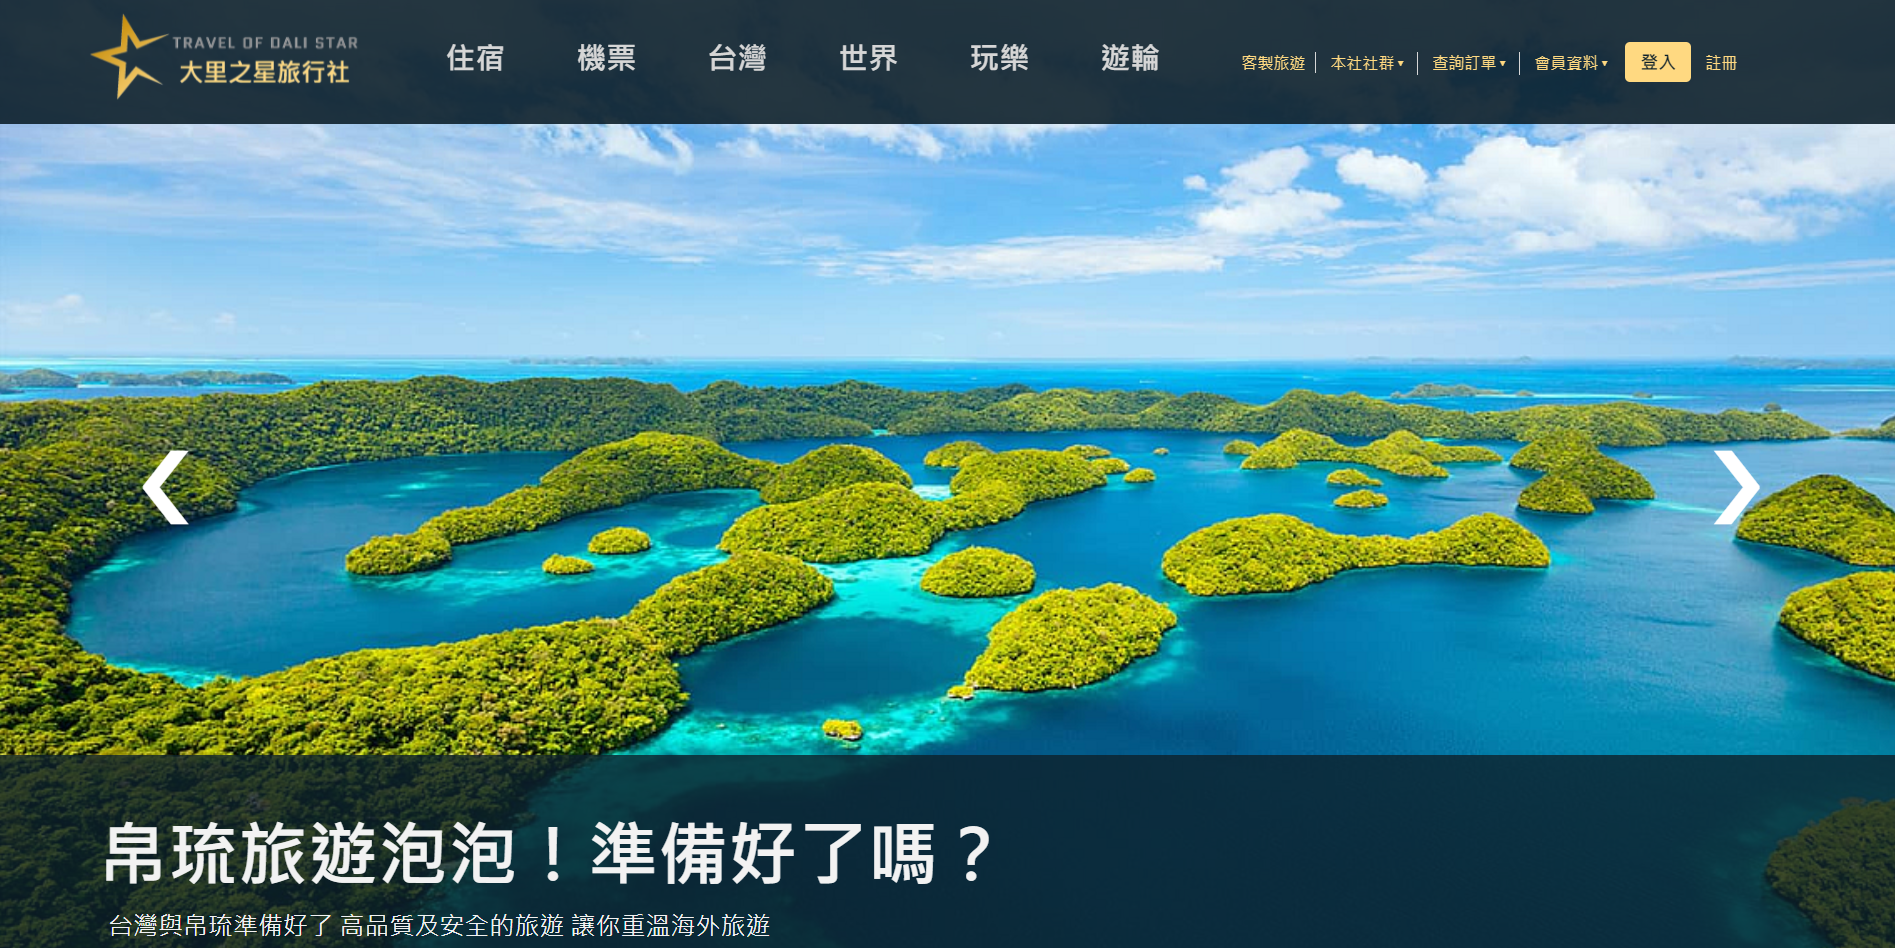 TRAVEL OF DALI STAR
大里之星旅行社
住宿 機票 台灣 世界 玩樂 遊輪
客製旅遊 本社社群▾ 查詢訂單▾ 會員資料▾ 登入 註冊
帛琉旅遊泡泡！準備好了嗎？
台灣與帛琉準備好了 高品質及安全的旅遊 讓你重溫海外旅遊